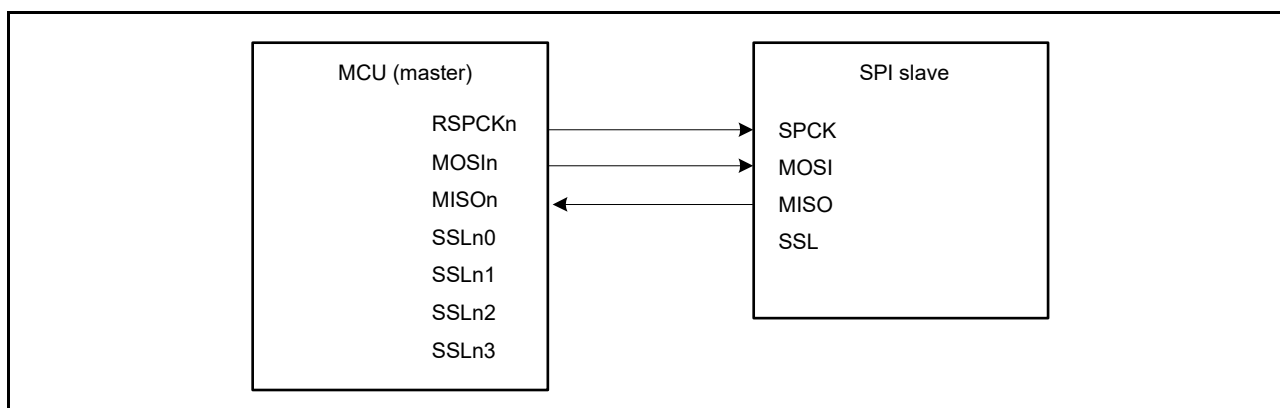 MCU (master)
RSPCKn
MOSIn
MISOn
SSLn0
SSLn1
SSLn2
SSLn3
SPI slave
SPCK
MOSI
MISO
SSL